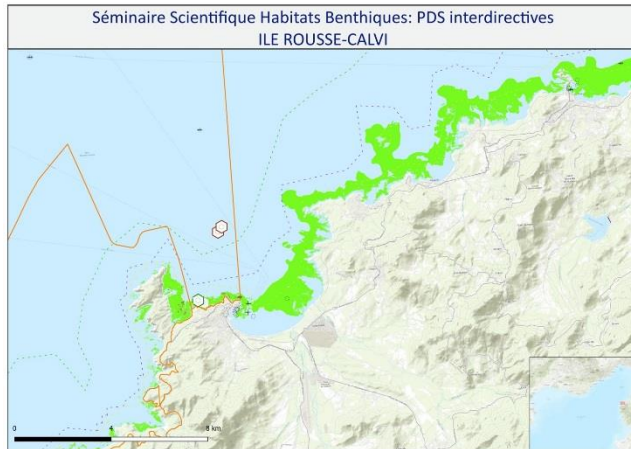 Séminaire Scientifique Habitats Benthiques: PDS interdirectives
ILE ROUSSE-CALVI
0 4 8 km